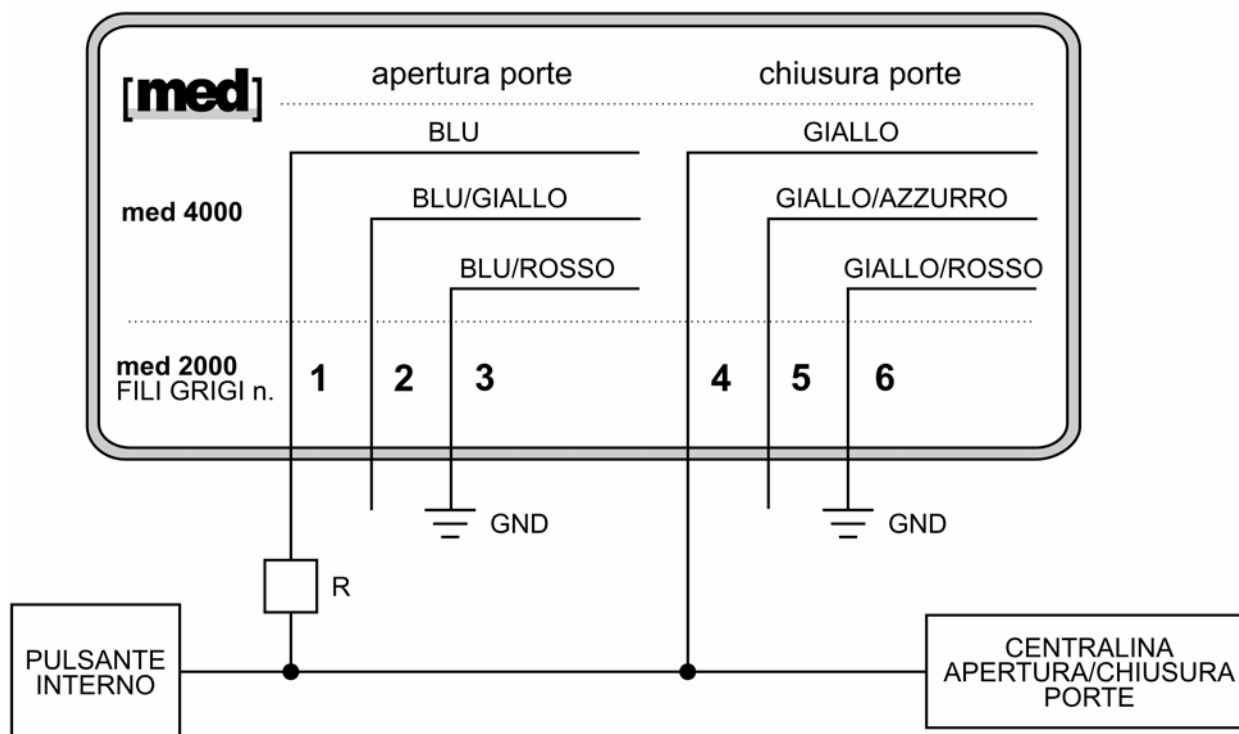 [med]
apertura porte
chiusura porte
BLU
GIALLO
med 4000
BLU/GIALLO
GIALLO/AZZURRO
BLU/ROSSO
GIALLO/ROSSO
med 2000
FILI GRIGI n.
1
2
3
4
5
6
GND
GND
R
PULSANTE
INTERNO
CENTRALINA
APERTURA/CHIUSURA
PORTE